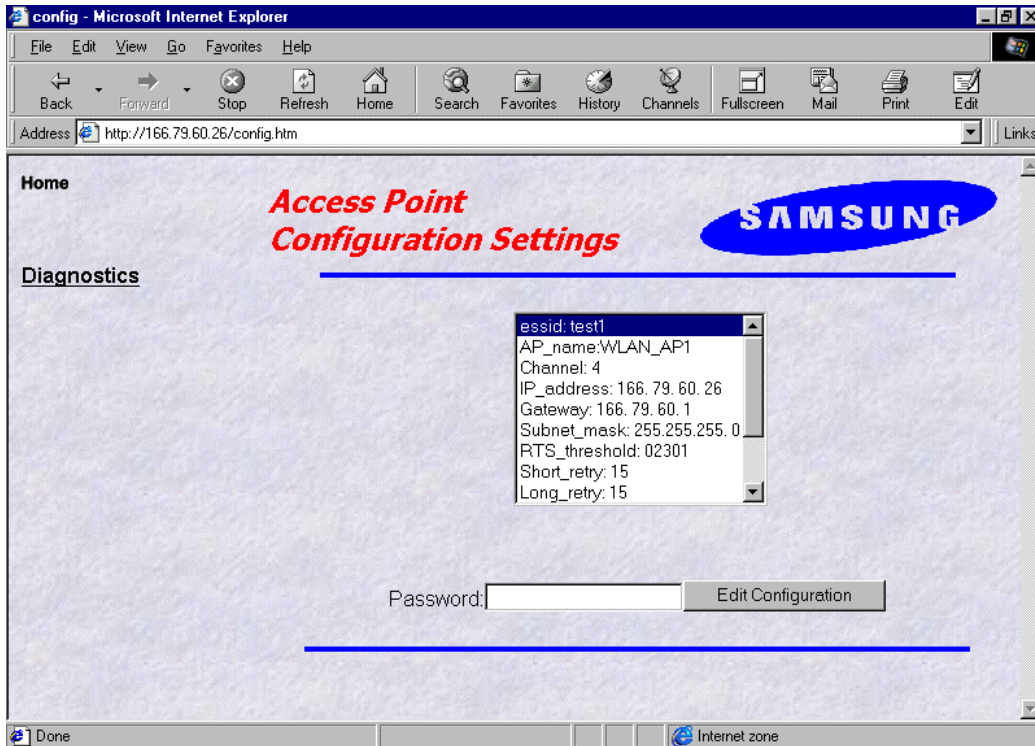 config - Microsoft Internet Explorer
File Edit View Go Favorites Help
Back Forward Stop Refresh Home Search Favorites History Channels Fullscreen Mail Print Edit
Address http://166.79.60.26/config.htm Links
Home
Access Point
Configuration Settings
SAMSUNG
Diagnostics
essid: test1
AP_name:WLAN_AP1
Channel: 4
IP_address: 166. 79. 60. 26
Gateway: 166. 79. 60. 1
Subnet_mask: 255.255.255. 0
RTS_threshold: 02301
Short_retry: 15
Long_retry: 15
Password: Edit Configuration
Done Internet zone